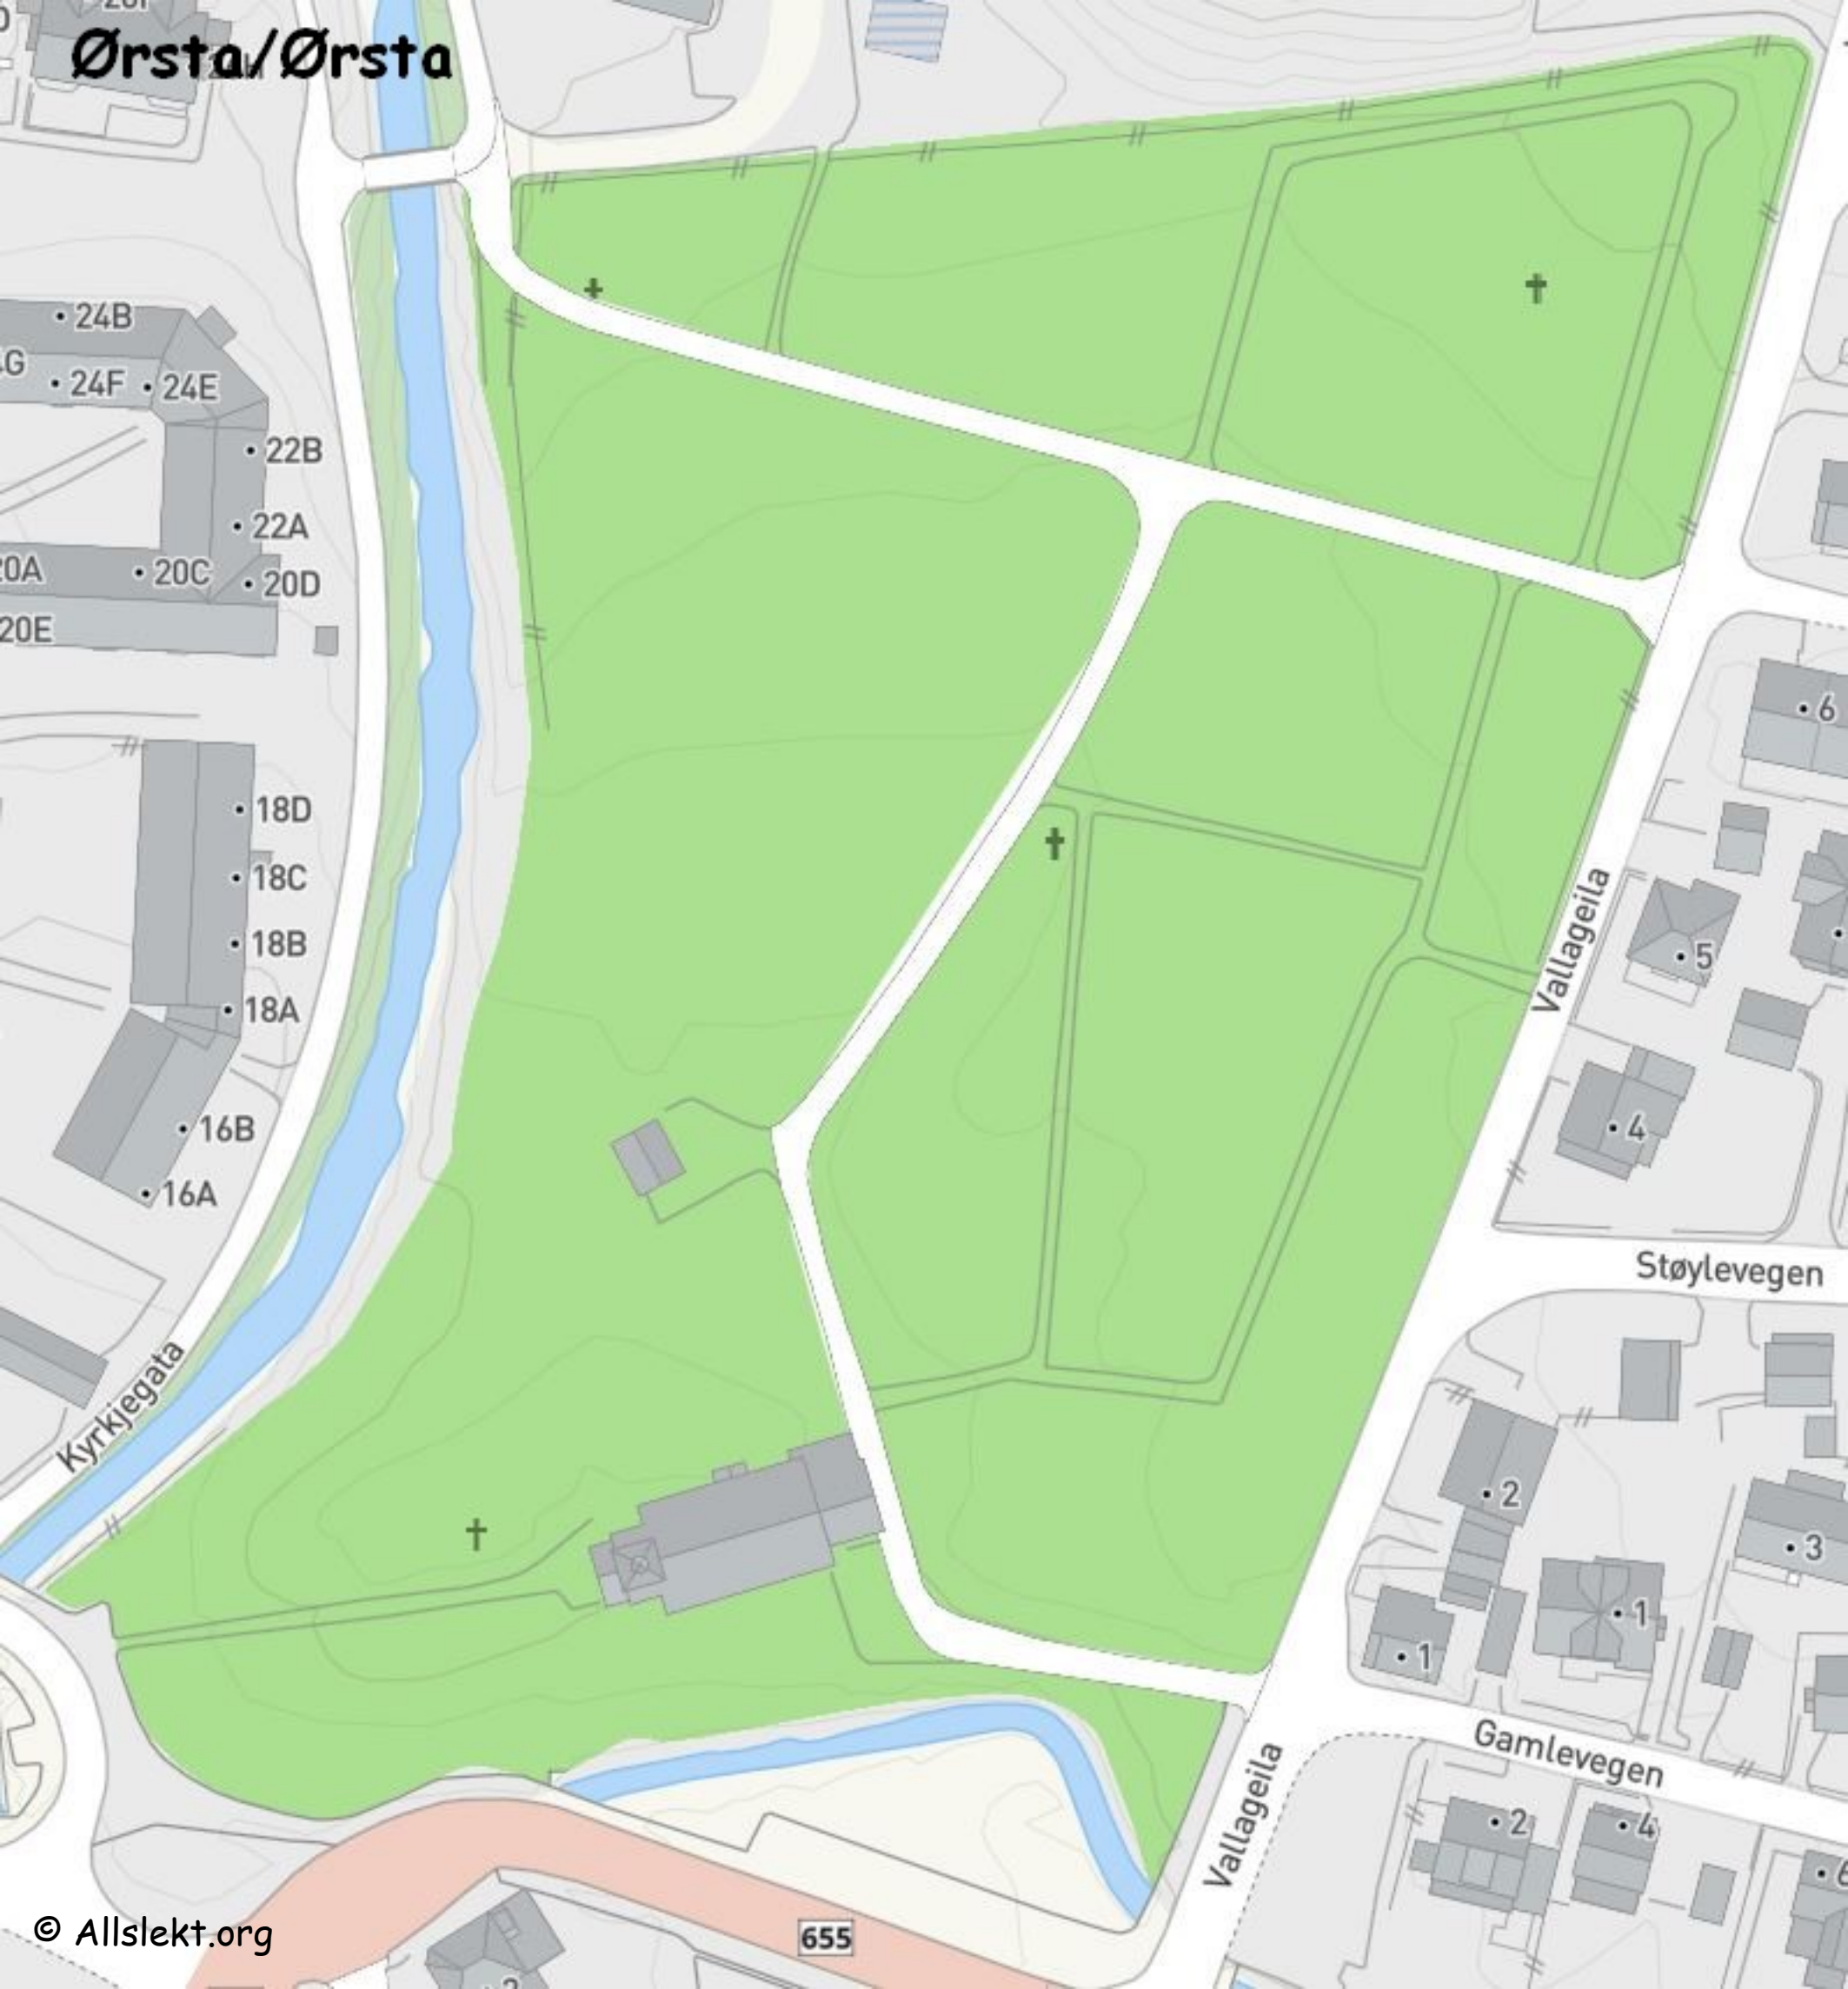 Ørsta/Ørsta
24B
24F
24E
22B
22A
20A
20C
20D
20E
6
18D
18C
18B
5
18A
Vallageila
16B
4
16A
Støylevegen
Kyrkjegata
2
3
1
1
Gamlevegen
Vallageila
2
4
655
© Allslekt.org